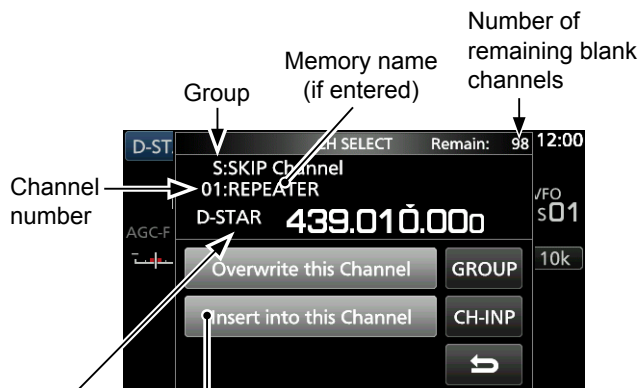 Number of
remaining blank
channels
Memory name
(if entered)
Group
D-ST
CH SELECT Remain: 98 12:00
S:SKIP Channel
Channel
number
01:REPEATER
VFO
S01
D-STAR 439.010.000
AGC-F
Overwrite this Channel GROUP 10k
Insert into this Channel CH-INP